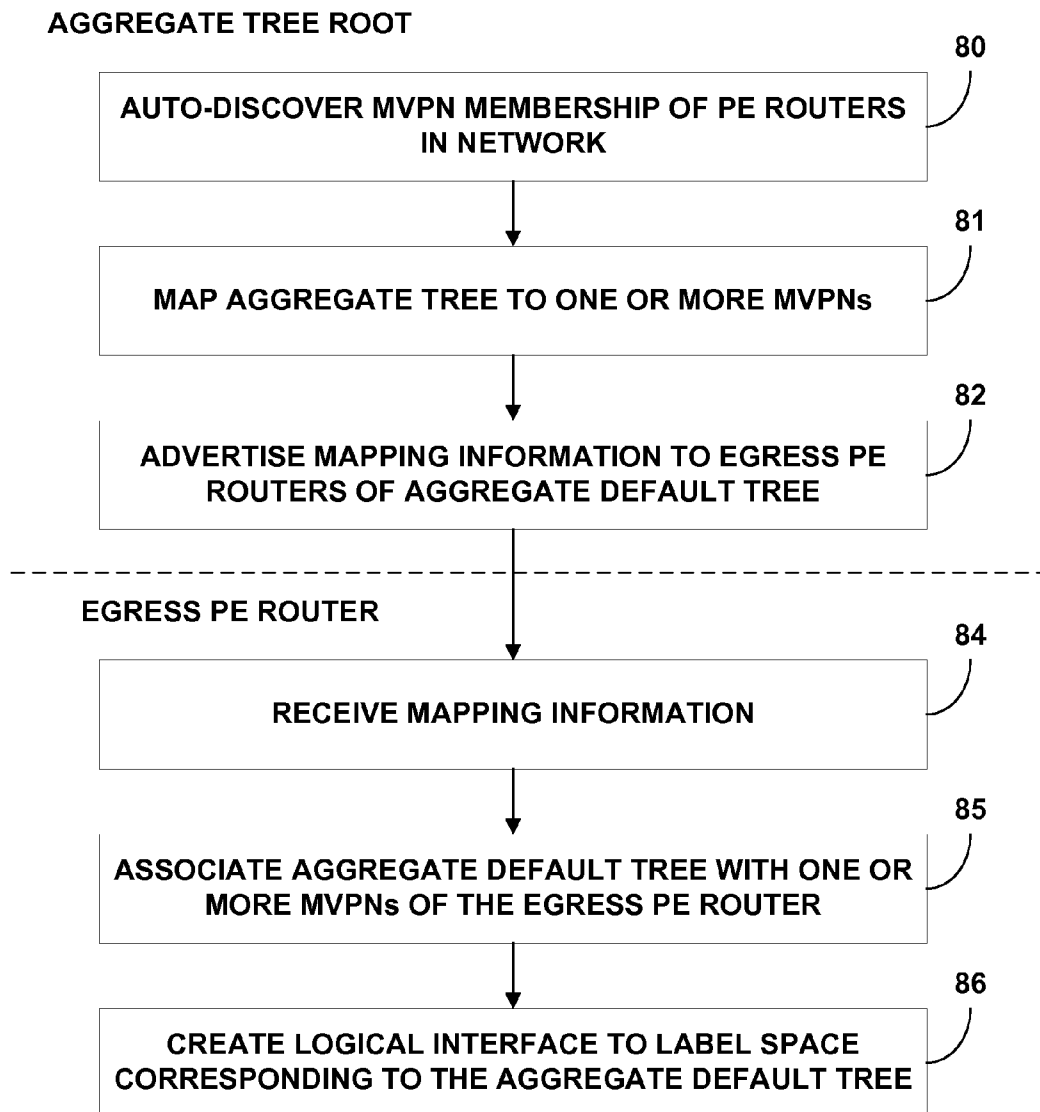 AGGREGATE TREE ROOT
80
AUTO-DISCOVER MVPN MEMBERSHIP OF PE ROUTERS
IN NETWORK
81
MAP AGGREGATE TREE TO ONE OR MORE MVPNs
82
ADVERTISE MAPPING INFORMATION TO EGRESS PE
ROUTERS OF AGGREGATE DEFAULT TREE
EGRESS PE ROUTER
84
RECEIVE MAPPING INFORMATION
85
ASSOCIATE AGGREGATE DEFAULT TREE WITH ONE OR
MORE MVPNs OF THE EGRESS PE ROUTER
86
CREATE LOGICAL INTERFACE TO LABEL SPACE
CORRESPONDING TO THE AGGREGATE DEFAULT TREE